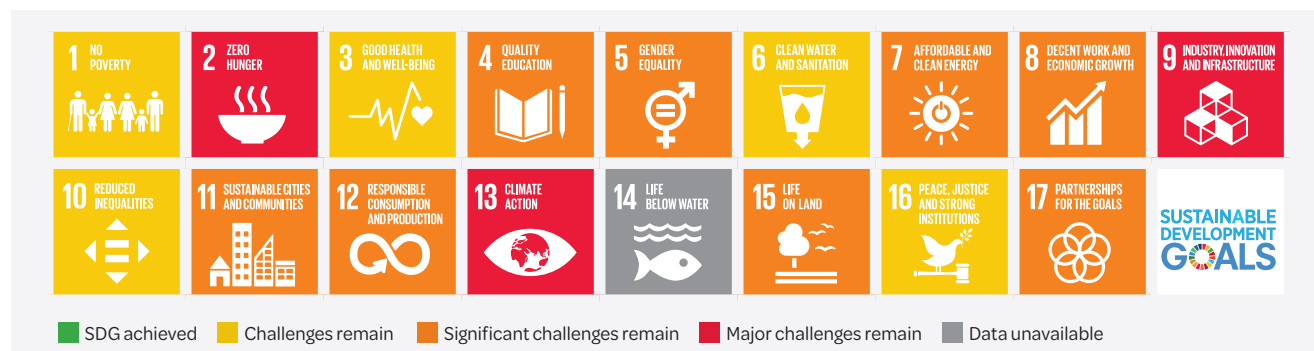 1 NO
POVERTY
2 ZERO
HUNGER
3 GOOD HEALTH
AND WELL-BEING
4 QUALITY
EDUCATION
5 GENDER
EQUALITY
6 CLEAN WATER
AND SANITATION
7 AFFORDABLE AND
CLEAN ENERGY
8 DECENT WORK AND
ECONOMIC GROWTH
9 INDUSTRY, INNOVATION
AND INFRASTRUCTURE
10 REDUCED
INEQUALITIES
11 SUSTAINABLE CITIES
AND COMMUNITIES
12 RESPONSIBLE
CONSUMPTION
AND PRODUCTION
13 CLIMATE
ACTION
14 LIFE
BELOW WATER
15 LIFE
ON LAND
16 PEACE, JUSTICE
AND STRONG
INSTITUTIONS
17 PARTNERSHIPS
FOR THE GOALS
SUSTAINABLE
DEVELOPMENT
GOALS
SDG achieved Challenges remain Significant challenges remain Major challenges remain Data unavailable